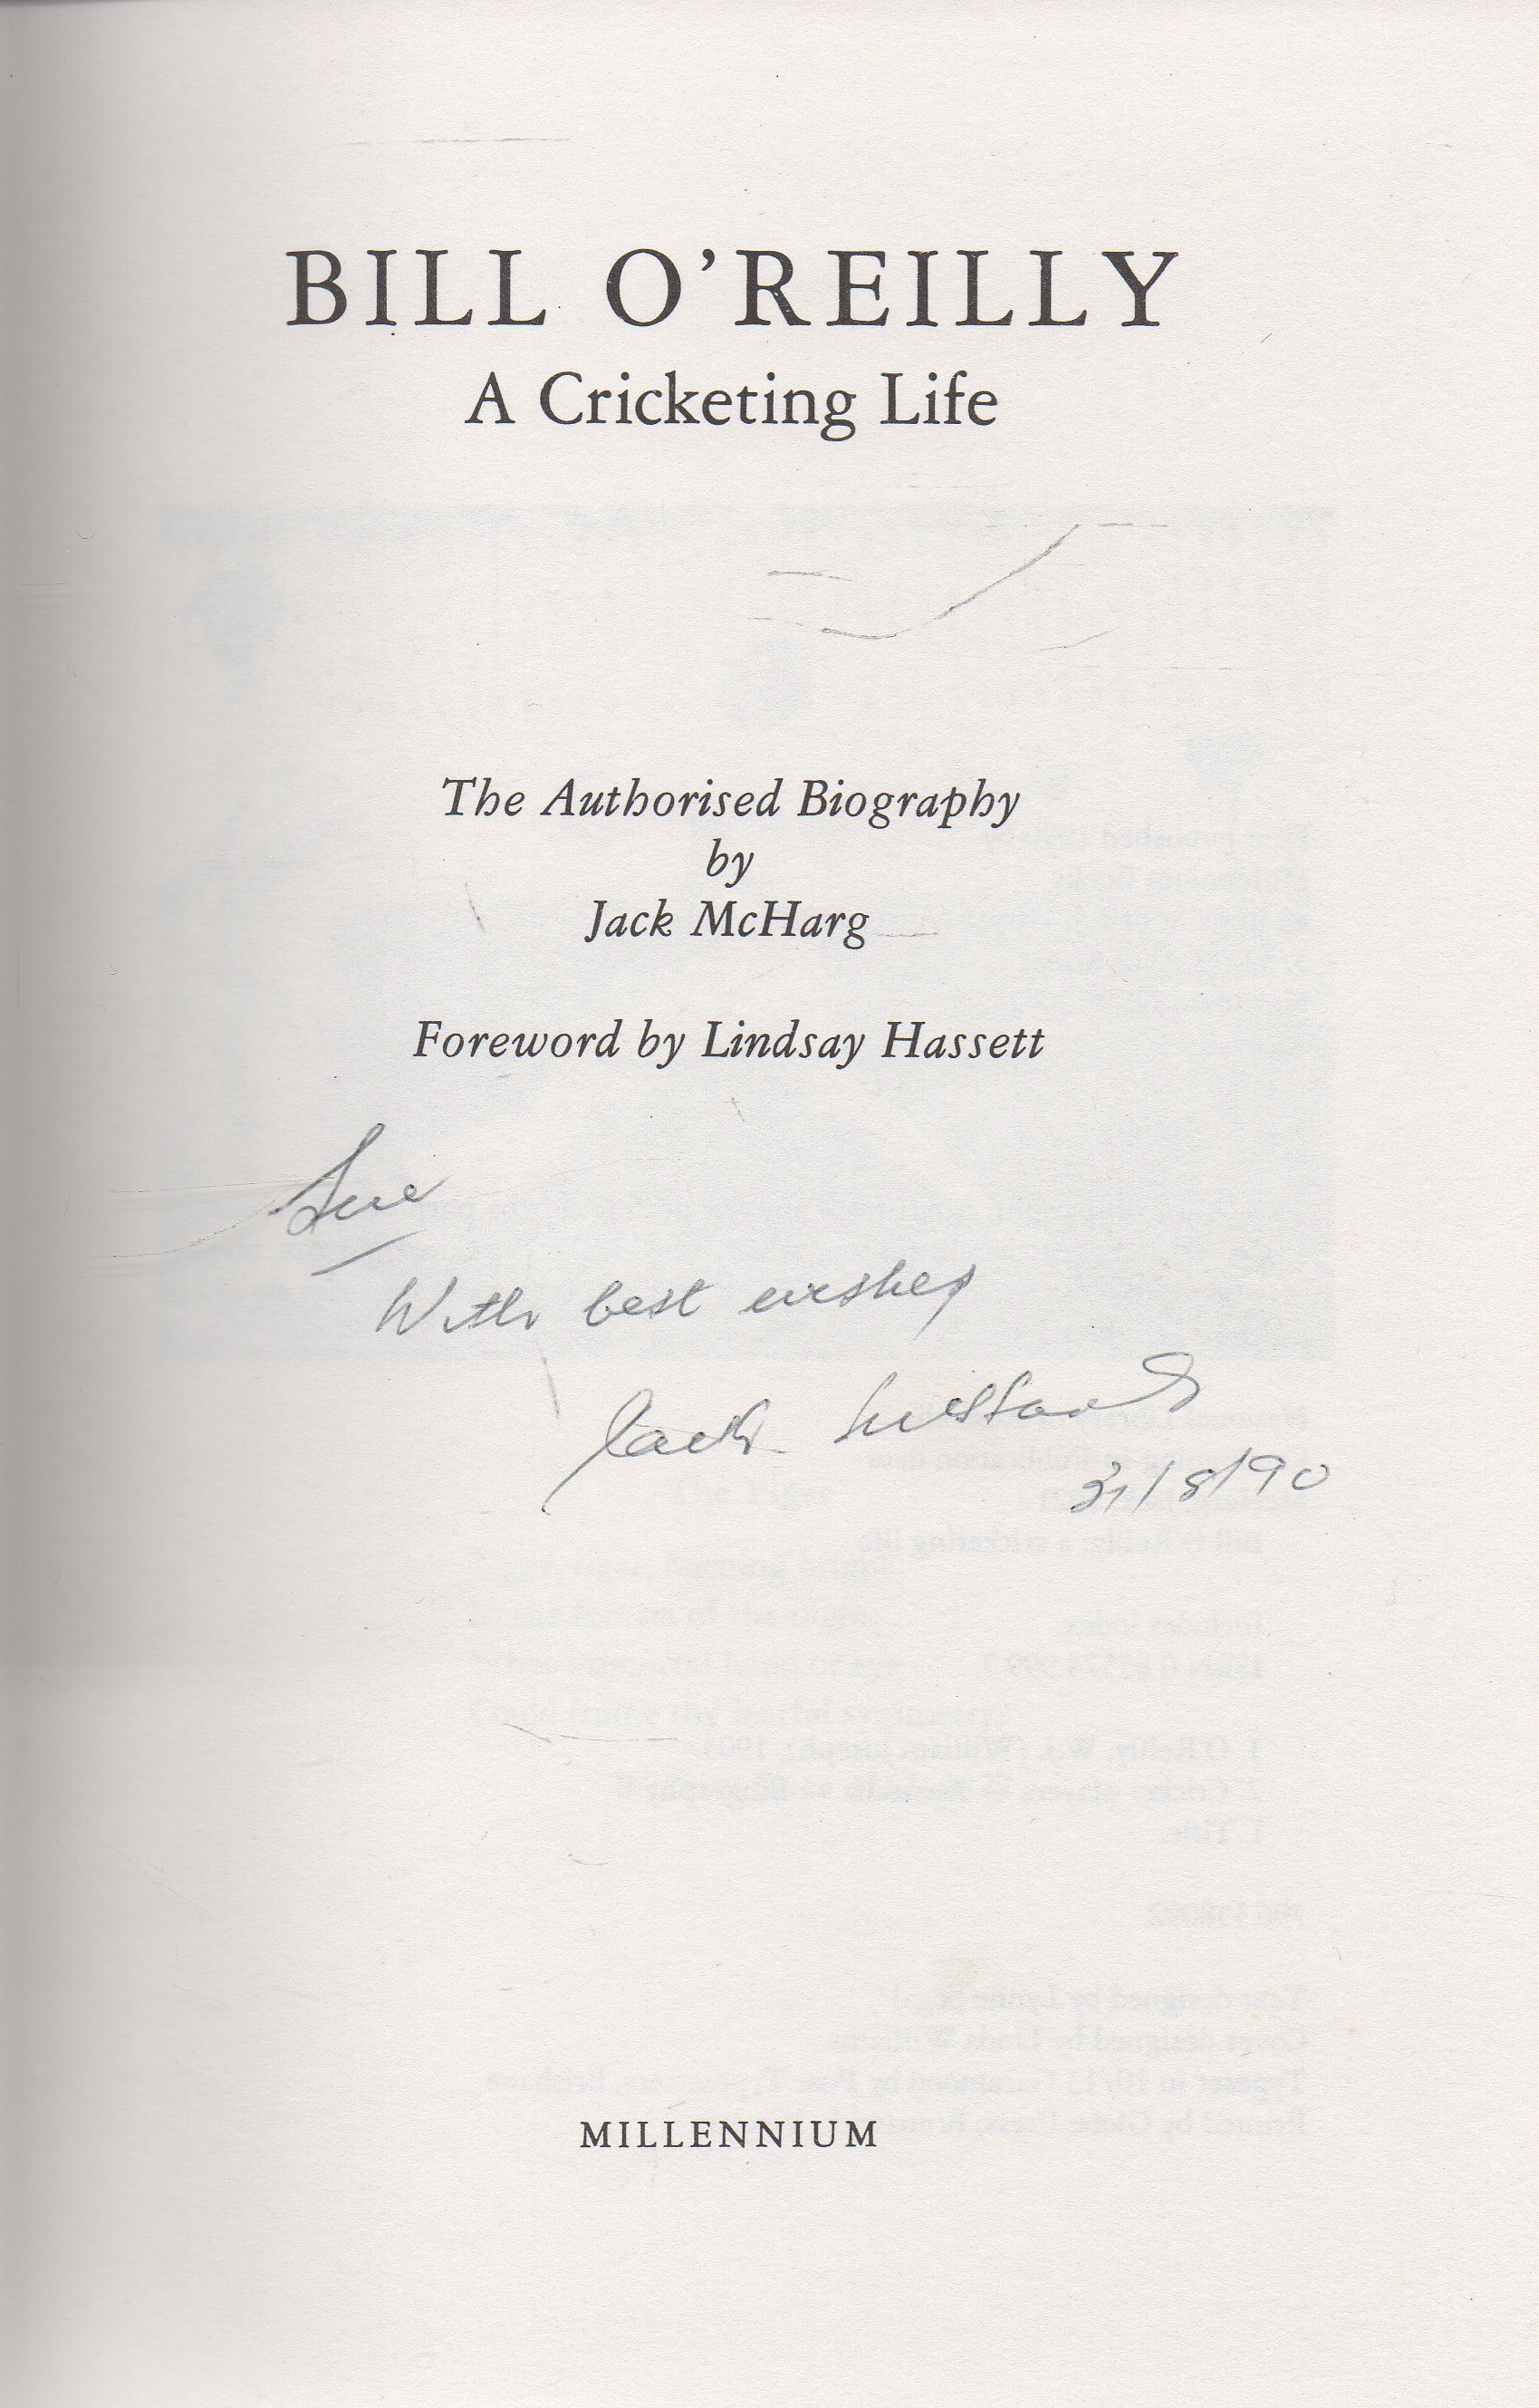 BILL O'REILLY
A Cricketing Life
The Authorised Biography
by
Jack McHarg
Foreword by Lindsay Hassett
Sue
With best wishes
Jack
31/8/90
MILLENNIUM